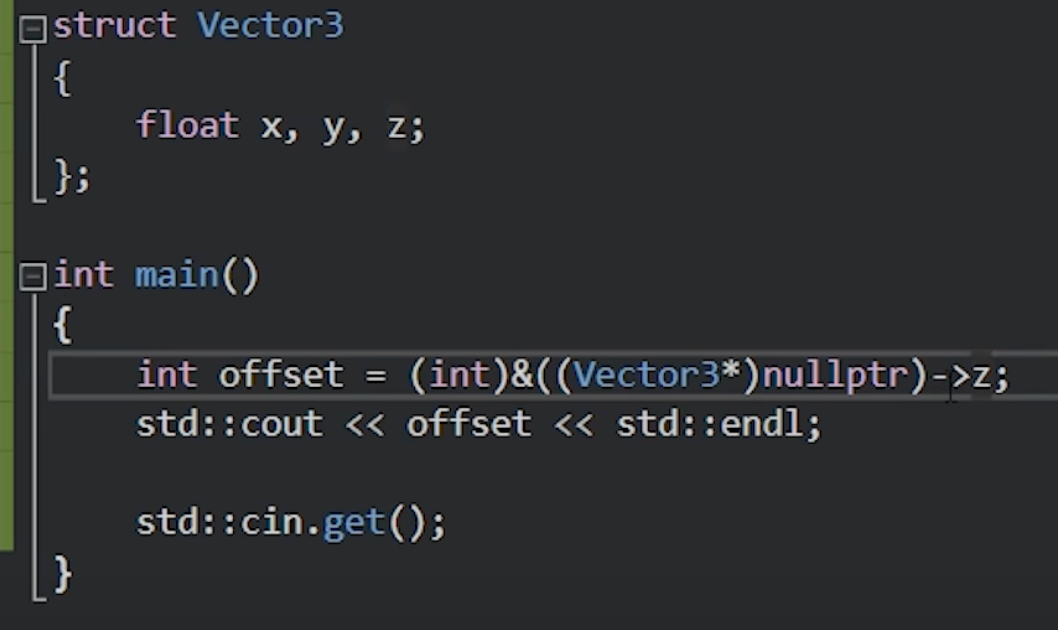 struct Vector3
{
    float x, y, z;
};

int main()
{
    int offset = (int)&((Vector3*)nullptr)->z;
    std::cout << offset << std::endl;

    std::cin.get();
}